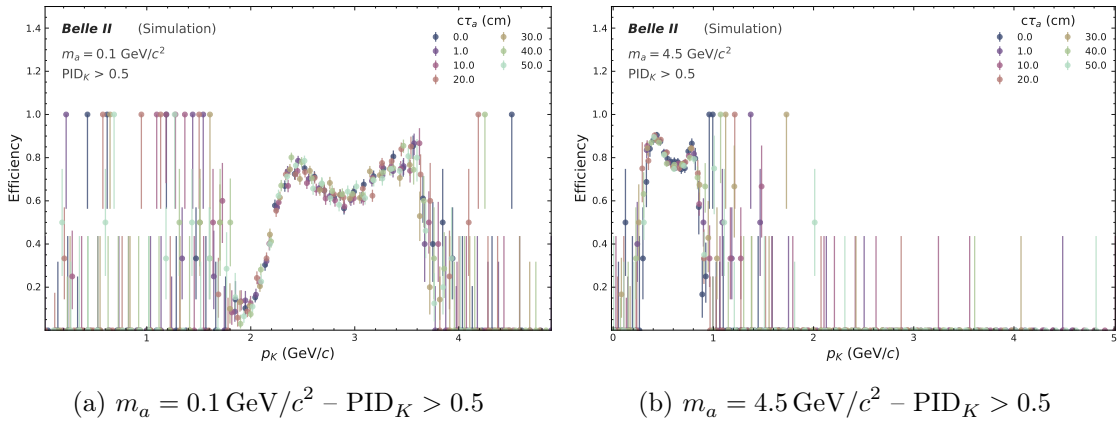 Belle II (Simulation)
m_a = 0.1 GeV/c²
PID_K > 0.5
cτ_a (cm)
0.0 30.0
1.0 40.0
10.0 50.0
20.0
Efficiency
1.4
1.2
1.0
0.8
0.6
0.4
0.2
1 2 3 4
p_K (GeV/c)
(a) m_a = 0.1 GeV/c² – PID_K > 0.5
Belle II (Simulation)
m_a = 4.5 GeV/c²
PID_K > 0.5
cτ_a (cm)
0.0 30.0
1.0 40.0
10.0 50.0
20.0
Efficiency
1.4
1.2
1.0
0.8
0.6
0.4
0.2
0 1 2 3 4 5
p_K (GeV/c)
(b) m_a = 4.5 GeV/c² – PID_K > 0.5